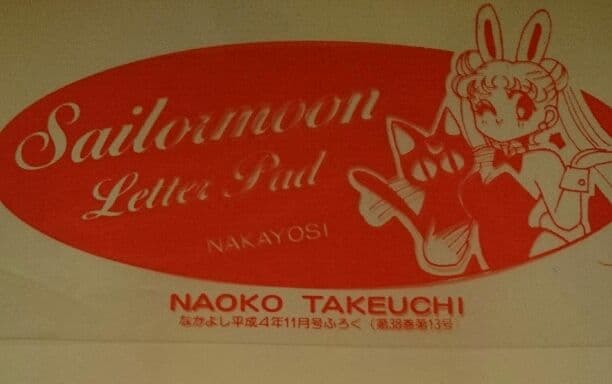 Sailormoon
Letter Pad
NAKAYOSI
NAOKO TAKEUCHI
なかよし平成4年11月号ふろく (第38巻第13号)